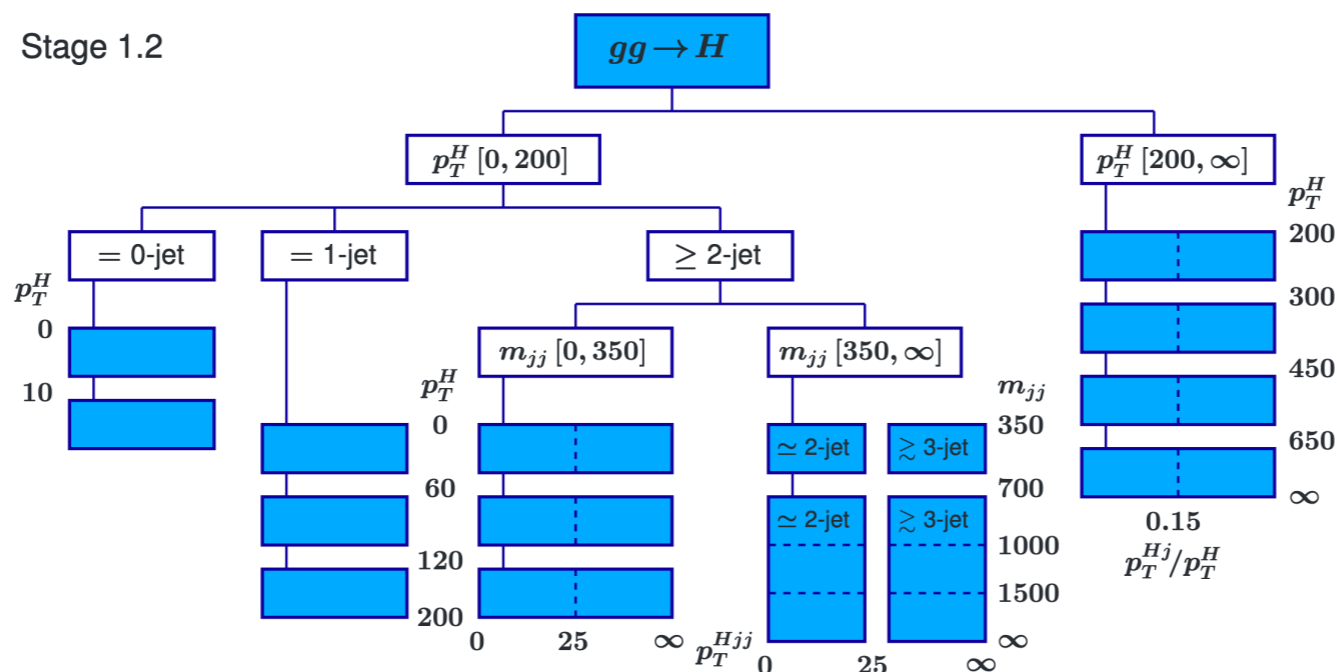 Stage 1.2
gg → H
p_T^H [0, 200]
p_T^H [200, ∞]
= 0-jet
= 1-jet
≥ 2-jet
m_jj [0, 350]
m_jj [350, ∞]
p_T^H
0
10
p_T^H
0
60
120
200
0 25 ∞
≃ 2-jet
≳ 3-jet
≃ 2-jet
≳ 3-jet
m_jj
350
700
1000
1500
∞
p_T^Hjj
0 25 ∞
p_T^H
200
300
450
650
∞
0.15
p_T^Hj/p_T^H